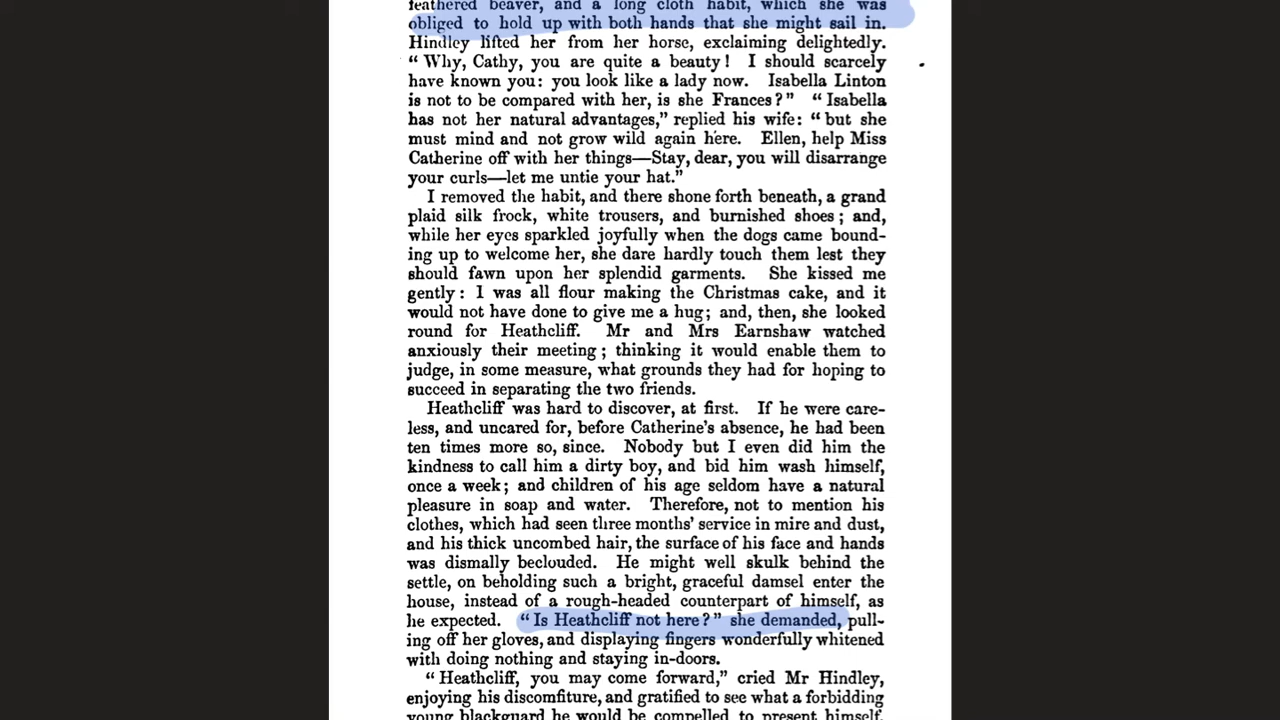 feathered beaver, and a long cloth habit, which she was
obliged to hold up with both hands that she might sail in.
Hindley lifted her from her horse, exclaiming delightedly.
“ Why, Cathy, you are quite a beauty ! I should scarcely
have known you : you look like a lady now. Isabella Linton
is not to be compared with her, is she Frances ? ” “ Isabella
has not her natural advantages,” replied his wife: “ but she
must mind and not grow wild again here. Ellen, help Miss
Catherine off with her things—Stay, dear, you will disarrange
your curls—let me untie your hat.”
I removed the habit, and there shone forth beneath, a grand
plaid silk frock, white trousers, and burnished shoes ; and,
while her eyes sparkled joyfully when the dogs came bound-
ing up to welcome her, she dare hardly touch them lest they
should fawn upon her splendid garments. She kissed me
gently : I was all flour making the Christmas cake, and it
would not have done to give me a hug ; and, then, she looked
round for Heathcliff. Mr and Mrs Earnshaw watched
anxiously their meeting ; thinking it would enable them to
judge, in some measure, what grounds they had for hoping to
succeed in separating the two friends.
Heathcliff was hard to discover, at first. If he were care-
less, and uncared for, before Catherine’s absence, he had been
ten times more so, since. Nobody but I even did him the
kindness to call him a dirty boy, and bid him wash himself,
once a week ; and children of his age seldom have a natural
pleasure in soap and water. Therefore, not to mention his
clothes, which had seen three months’ service in mire and dust,
and his thick uncombed hair, the surface of his face and hands
was dismally beclouded. He might well skulk behind the
settle, on beholding such a bright, graceful damsel enter the
house, instead of a rough-headed counterpart of himself, as
he expected. “ Is Heathcliff not here ? ” she demanded, pull-
ing off her gloves, and displaying fingers wonderfully whitened
with doing nothing and staying in-doors.
“ Heathcliff, you may come forward,” cried Mr Hindley,
enjoying his discomfiture, and gratified to see what a forbidding
young blackguard he would be compelled to present himself.